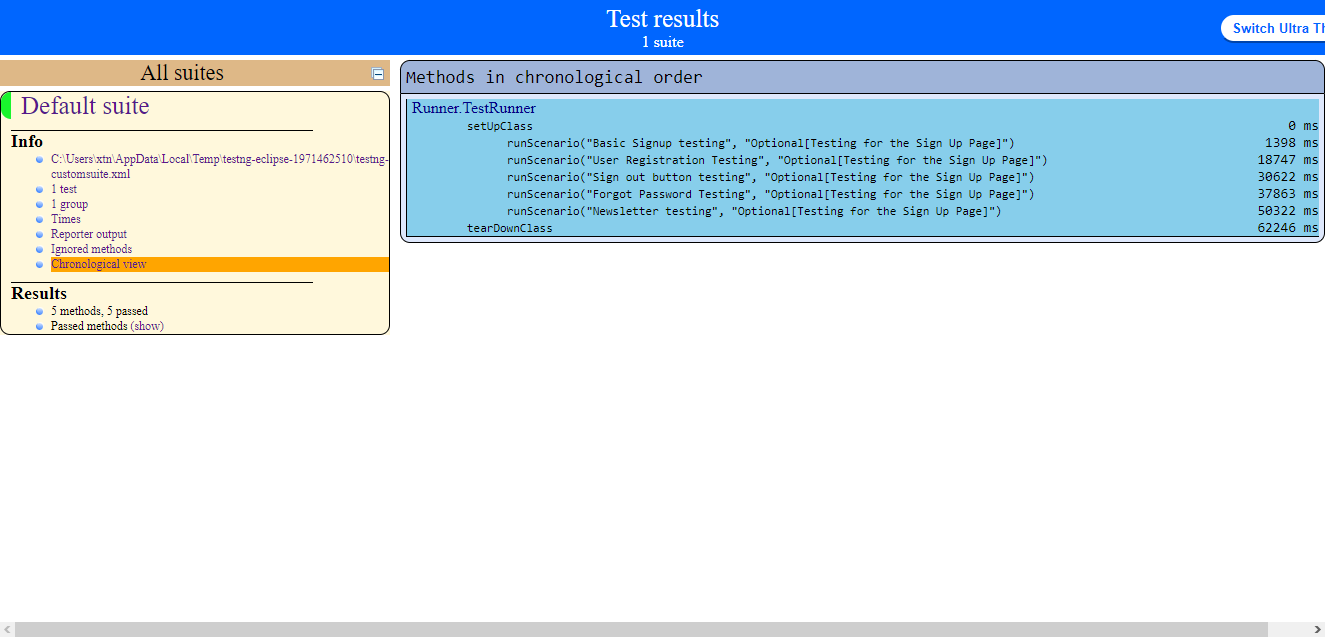 Test results
1 suite
Switch Ultra Th
All suites
Default suite
Info
C:\Users\xtn\AppData\Local\Temp\testng-eclipse-1971462510\testng-
customsuite.xml
1 test
1 group
Times
Reporter output
Ignored methods
Chronological view
Results
5 methods, 5 passed
Passed methods (show)
Methods in chronological order
Runner.TestRunner
setUpClass 0 ms
runScenario("Basic Signup testing", "Optional[Testing for the Sign Up Page]") 1398 ms
runScenario("User Registration Testing", "Optional[Testing for the Sign Up Page]") 18747 ms
runScenario("Sign out button testing", "Optional[Testing for the Sign Up Page]") 30622 ms
runScenario("Forgot Password Testing", "Optional[Testing for the Sign Up Page]") 37863 ms
runScenario("Newsletter testing", "Optional[Testing for the Sign Up Page]") 50322 ms
tearDownClass 62246 ms